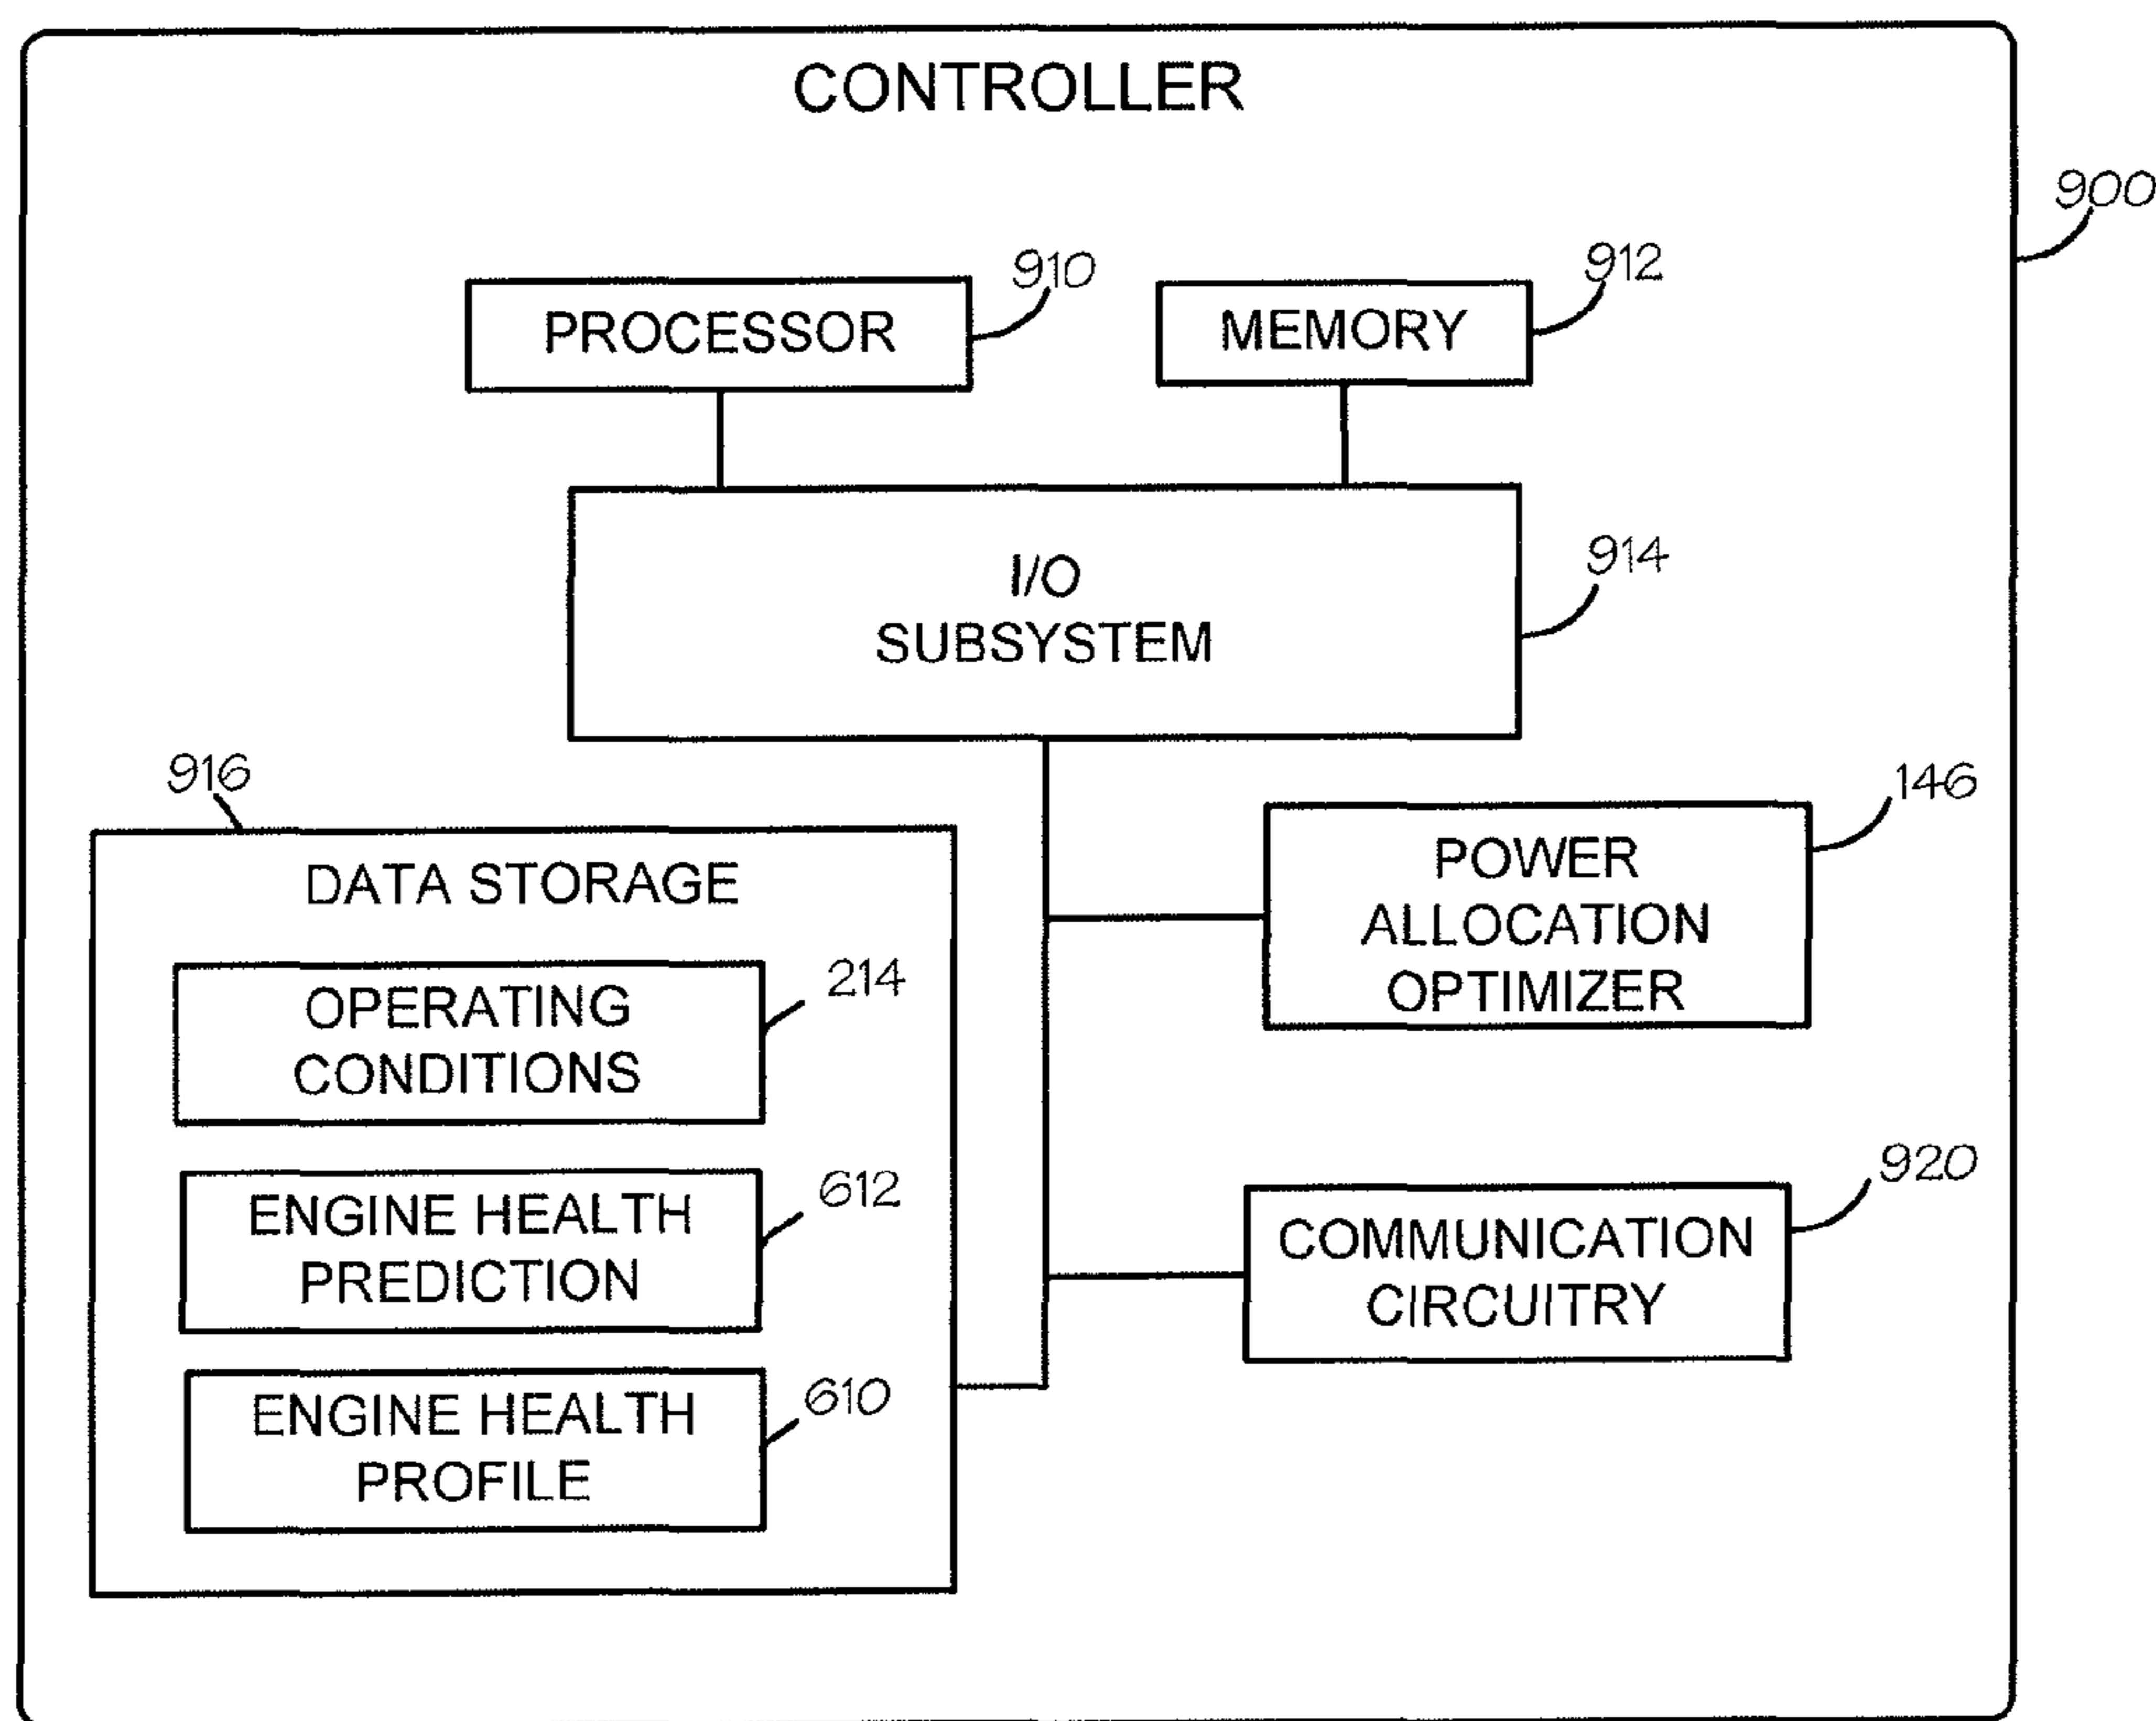 CONTROLLER
900
910
912
PROCESSOR
MEMORY
914
I/O
SUBSYSTEM
916
146
DATA STORAGE
POWER
ALLOCATION
OPTIMIZER
214
OPERATING
CONDITIONS
612
ENGINE HEALTH
PREDICTION
920
COMMUNICATION
CIRCUITRY
610
ENGINE HEALTH
PROFILE